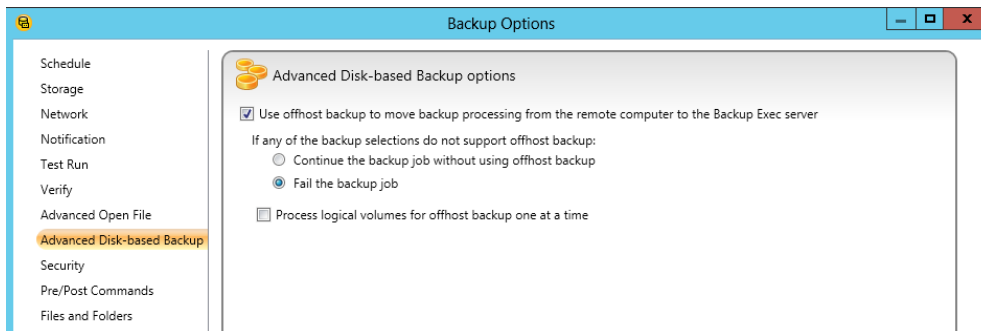 Backup Options
Schedule
Storage
Network
Notification
Test Run
Verify
Advanced Open File
Advanced Disk-based Backup
Security
Pre/Post Commands
Files and Folders
Advanced Disk-based Backup options
Use offhost backup to move backup processing from the remote computer to the Backup Exec server
If any of the backup selections do not support offhost backup:
Continue the backup job without using offhost backup
Fail the backup job
Process logical volumes for offhost backup one at a time